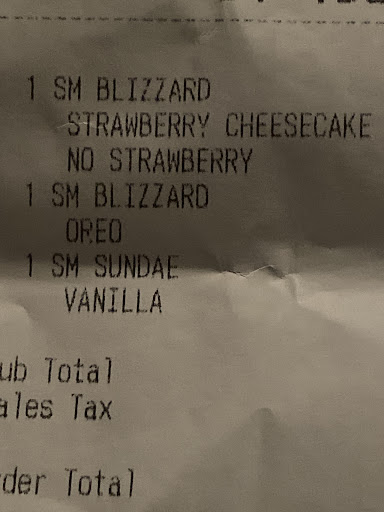 1 SM BLIZZARD
STRAWBERRY CHEESECAKE
NO STRAWBERRY
1 SM BLIZZARD
OREO
1 SM SUNDAE
VANILLA
ub Total
ales Tax
der Total